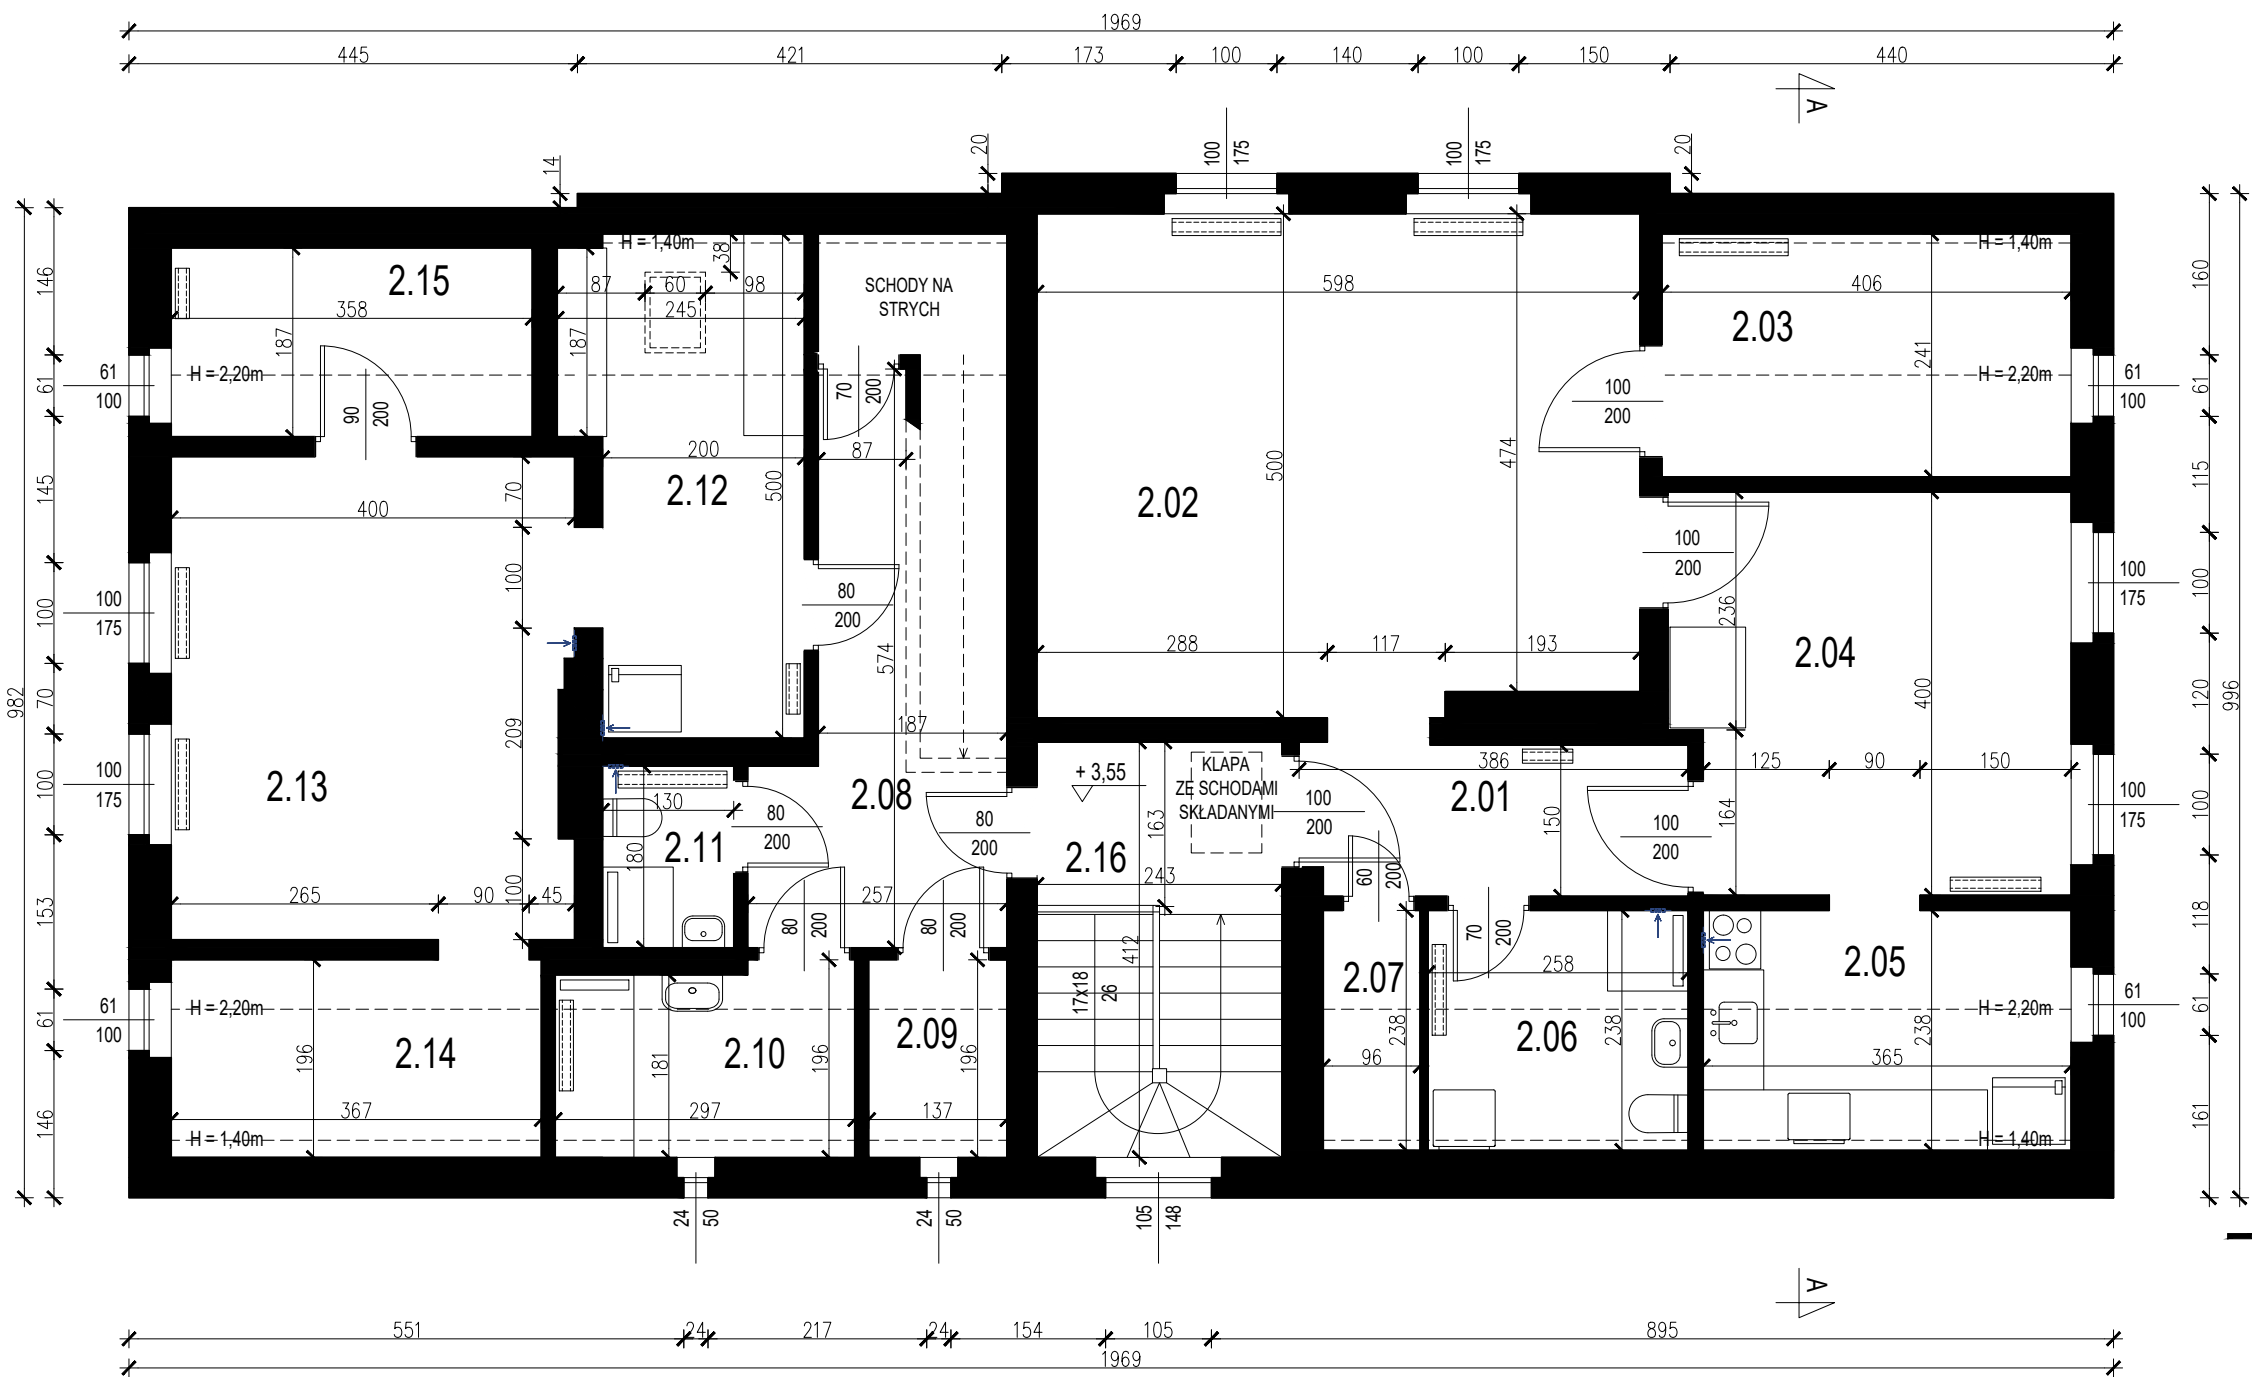 1969
445 421 173 100 140 100 150 440
A
14 20 100 175 100 175 20
H = 1,40m 38 H = 1,40m
2.15 SCHODY NA
STRYCH
87 60 98 598 406
358 245
187 187 2.03 241
146 160
61
100 H = 2,20m H = 2,20m 61
100
61 61
90 200 70 200 100
200
200 87 474
145 70 2.12 500 500 2.02 115
400
100
200
100
175 100 100 80
200 236 100
175
100 100
982 996
574 288 117 193 2.04
70 209 400 120
187
100
175 2.13 130 2.08 + 3,55 KLAPA
ZE SCHODAMI
SKŁADANYMI 386 125 90 150
100 2.11 80
200 80
200 163 100
200 2.01 150 100
200 164 100
175 100
180 2.16 60 200
265 90 100 45 257 243
153 80 200 80 200 412 70 200 118
17x18
26 2.07 258 2.05
61
100 H = 2,20m H = 2,20m 61
100
61 61
2.14 2.10 2.09 238 2.06 238 238
196 181 196 196 96 365
146 367 297 137 161
H = 1,40m H = 1,40m
24 50 24 50 105 148
A
551 24 217 24 154 105 895
1969